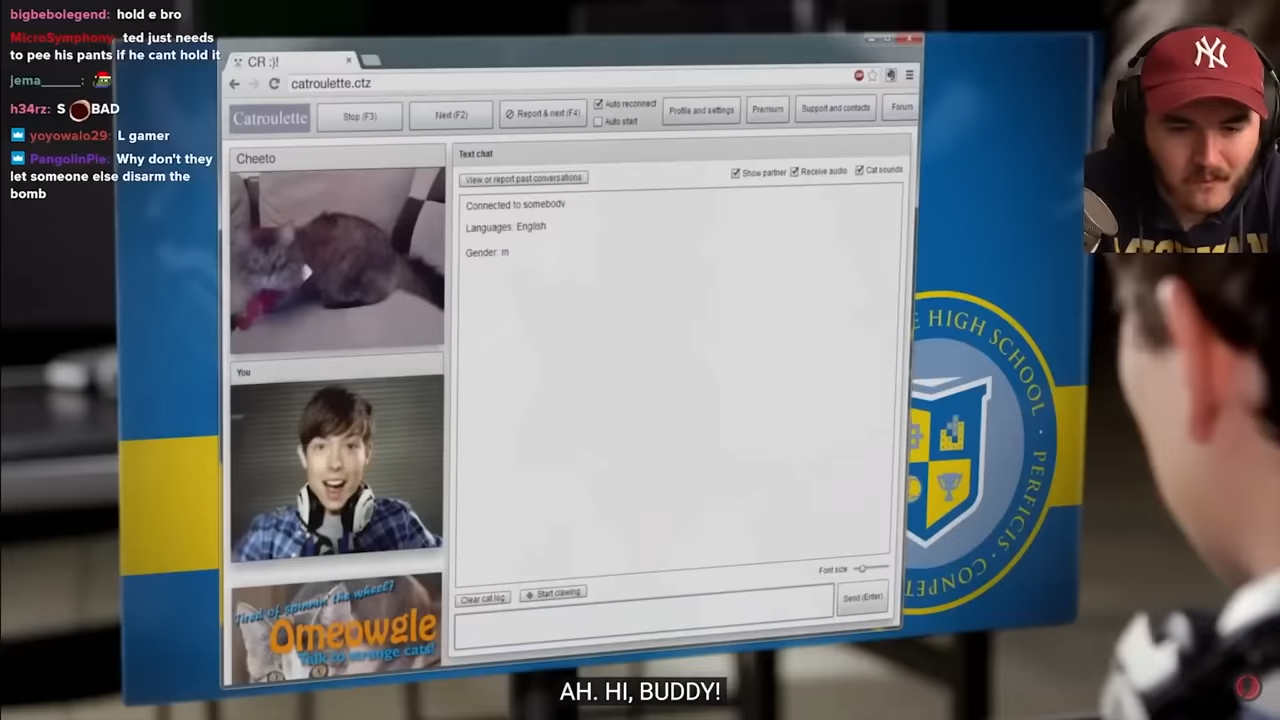 bigbebolegend: hold e bro
MicroSymphony: ted just needs
to pee his pants if he cant hold it
jema_____:
h34rz: S BAD
yoyowalo29: L gamer
PangolinPie: Why don't they
let someone else disarm the
bomb
CR :)!
catroulette.ctz
Catroulette
Stop (F3)
Next (F2)
Report & next (F4)
Auto reconnect
Auto start
Profile and settings
Premium
Support and contacts
Forum
Cheeto
Text chat
View or report past conversations
Show partner
Receive audio
Cat sounds
Connected to somebody
Languages: English
Gender: m
You
Tired of spinnin' the wheel?
Omeowgle
Talk to strange cats!
Font size
Clear cat log
Start clawing
Send (Enter)
E HIGH SCHOOL · PERFICIS · CONPET
NY
AH. HI, BUDDY!